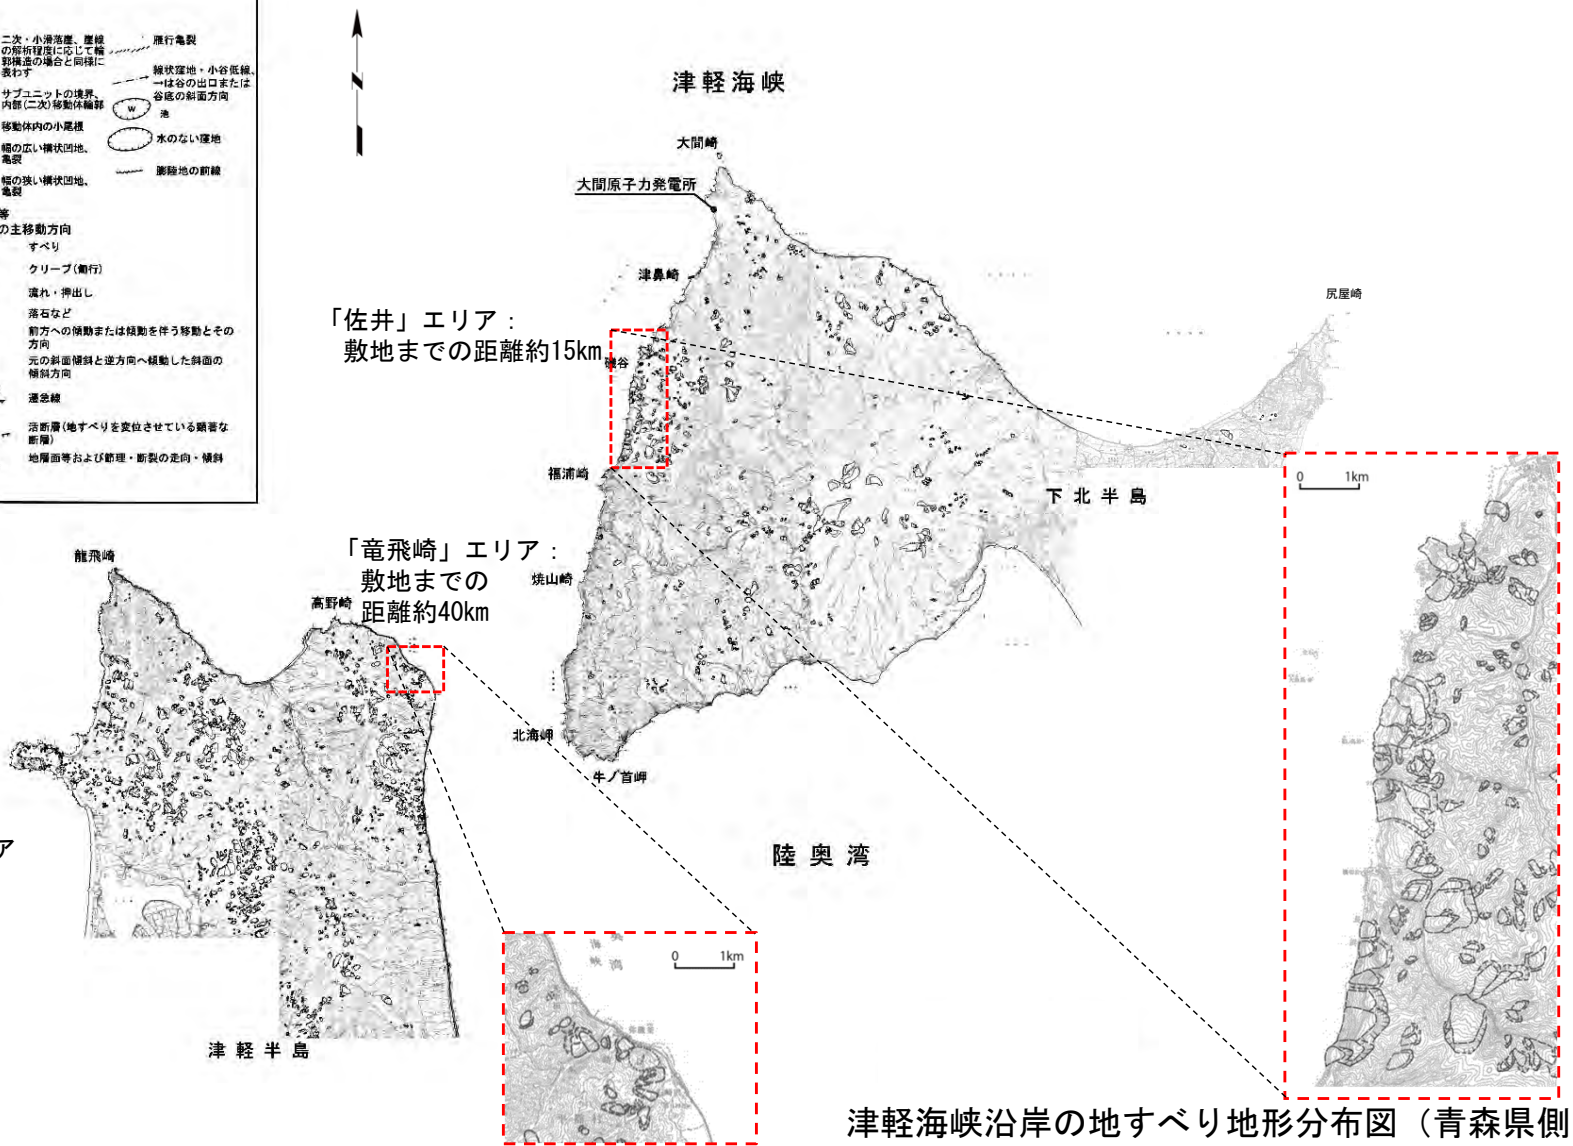 二次・小滑落崖、崖線
の解析程度に応じて輪
郭構造の場合と同様に
表わす
サブユニットの境界、
内部(二次)移動体輪郭
移動体内の小尾根
幅の広い横状凹地、
亀裂
幅の狭い横状凹地、
亀裂
雁行亀裂
線状窪地・小谷低線、
→は谷の出口または
谷底の斜面方向
W
池
水のない窪地
膨陸地の前線
等
の主移動方向
すべり
クリープ(匍行)
流れ・押出し
落石など
前方への傾動または傾動を伴う移動とその
方向
元の斜面傾斜と逆方向へ傾動した斜面の
傾斜方向
遷急線
活断層(地すべりを変位させている顕著な
断層)
地層面等および節理・断裂の走向・傾斜
N
津軽海峡
大間崎
大間原子力発電所
津鼻崎
尻屋崎
「佐井」エリア：
敷地までの距離約15km
磯谷
福浦崎
下北半島
0 1km
「竜飛崎」エリア：
敷地までの
距離約40km
龍飛崎
高野崎
焼山崎
北海岬
牛ノ首岬
陸奥湾
ア
0 1km
津軽半島
津軽海峡沿岸の地すべり地形分布図（青森県側